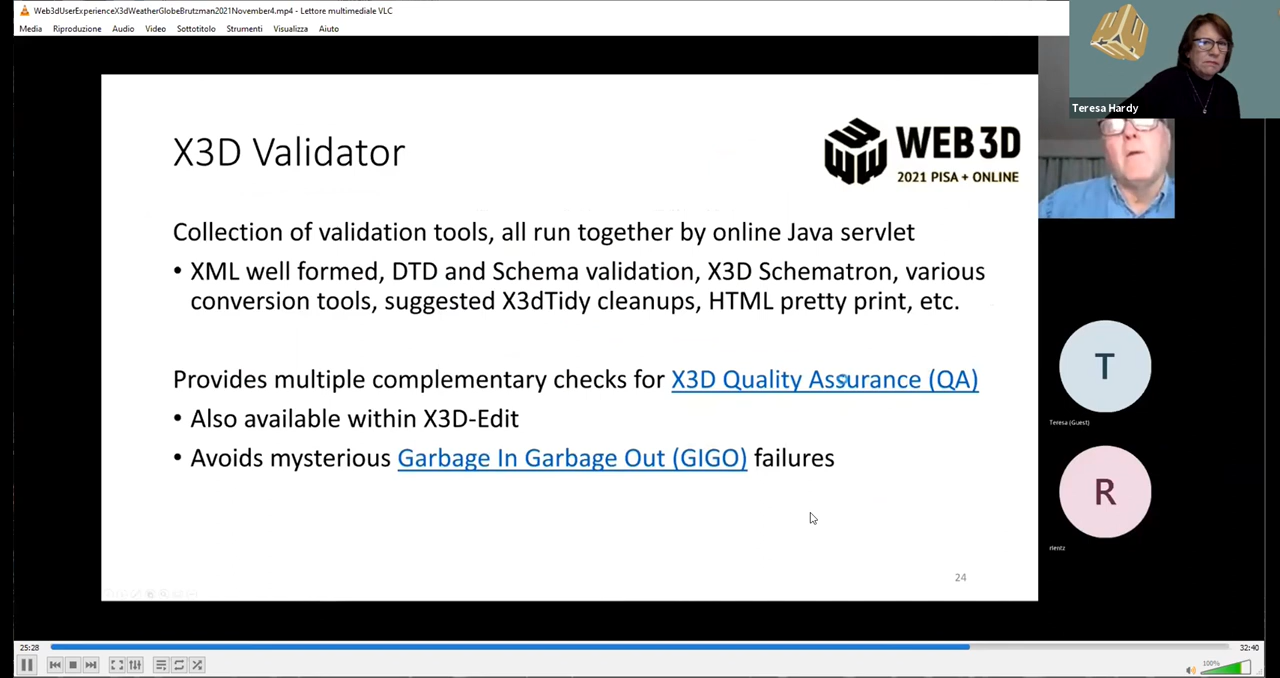 Web3dUserExperienceX3dWeatherGlobeBrutzman2021November4.mp4 - Lettore multimediale VLC
Media Riproduzione Audio Video Sottotitolo Strumenti Visualizza Aiuto
Teresa Hardy
X3D Validator
WEB 3D
2021 PISA + ONLINE
Collection of validation tools, all run together by online Java servlet
• XML well formed, DTD and Schema validation, X3D Schematron, various
conversion tools, suggested X3dTidy cleanups, HTML pretty print, etc.
Provides multiple complementary checks for X3D Quality Assurance (QA)
• Also available within X3D-Edit
• Avoids mysterious Garbage In Garbage Out (GIGO) failures
24
T
Teresa (Guest)
R
rlentz
25:28
32:40
100%